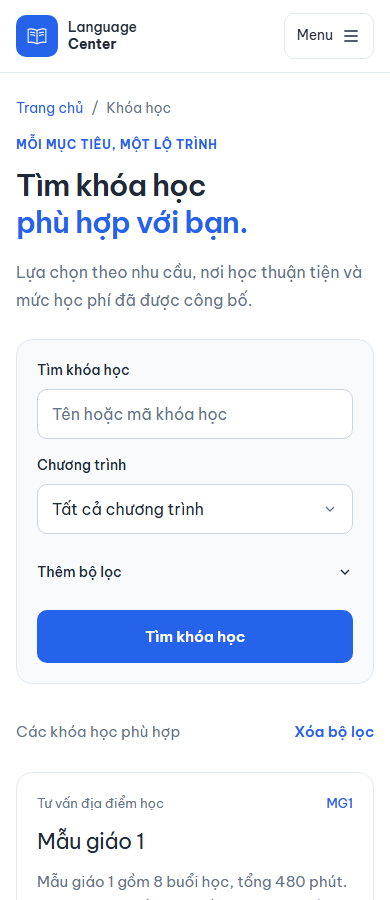 Language
Center
Menu
Trang chủ / Khóa học
MỖI MỤC TIÊU, MỘT LỘ TRÌNH
Tìm khóa học
phù hợp với bạn.
Lựa chọn theo nhu cầu, nơi học thuận tiện và
mức học phí đã được công bố.
Tìm khóa học
Tên hoặc mã khóa học
Chương trình
Tất cả chương trình
Thêm bộ lọc
Tìm khóa học
Các khóa học phù hợp
Xóa bộ lọc
Tư vấn địa điểm học
MG1
Mẫu giáo 1
Mẫu giáo 1 gồm 8 buổi học, tổng 480 phút.